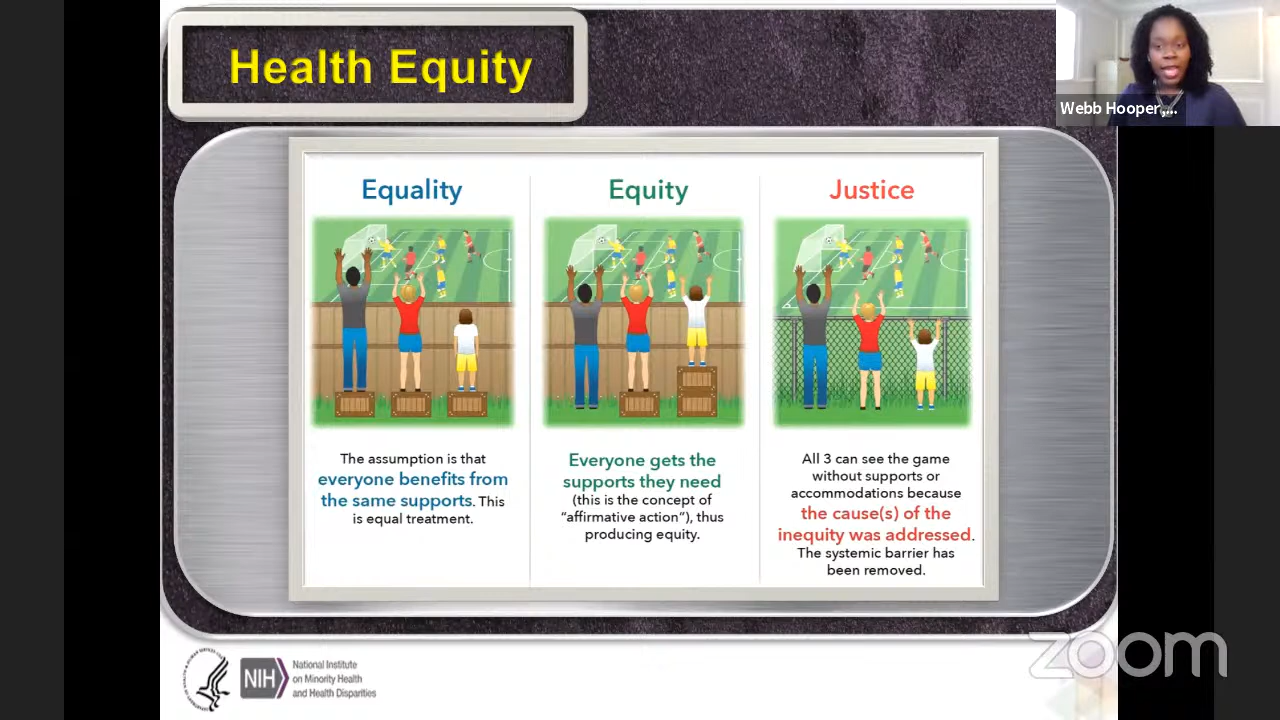 Health Equity
Webb Hooper,...
Equality
Equity
Justice
The assumption is that
everyone benefits from
the same supports. This
is equal treatment.
Everyone gets the
supports they need
(this is the concept of
“affirmative action”), thus
producing equity.
All 3 can see the game
without supports or
accommodations because
the cause(s) of the
inequity was addressed.
The systemic barrier has
been removed.
NIH
National Institute
on Minority Health
and Health Disparities
zoom